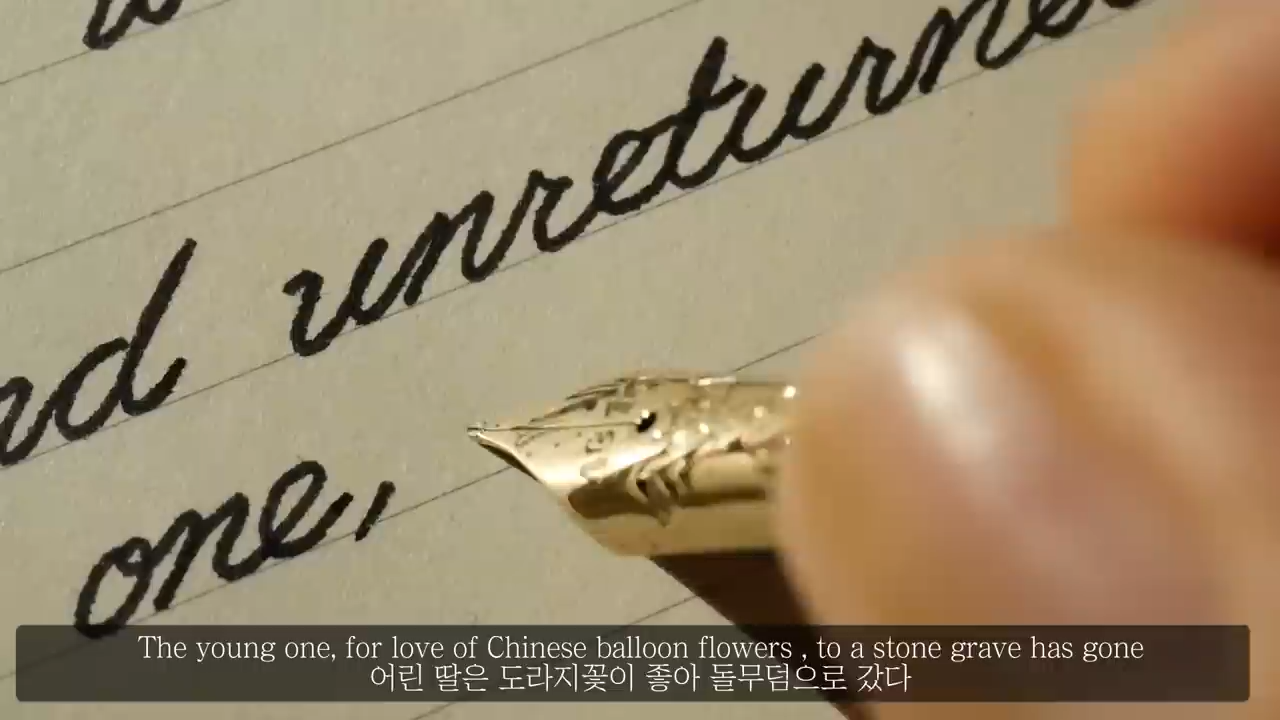 nd unreturne
one,
The young one, for love of Chinese balloon flowers , to a stone grave has gone
어린 딸은 도라지꽃이 좋아 돌무덤으로 갔다